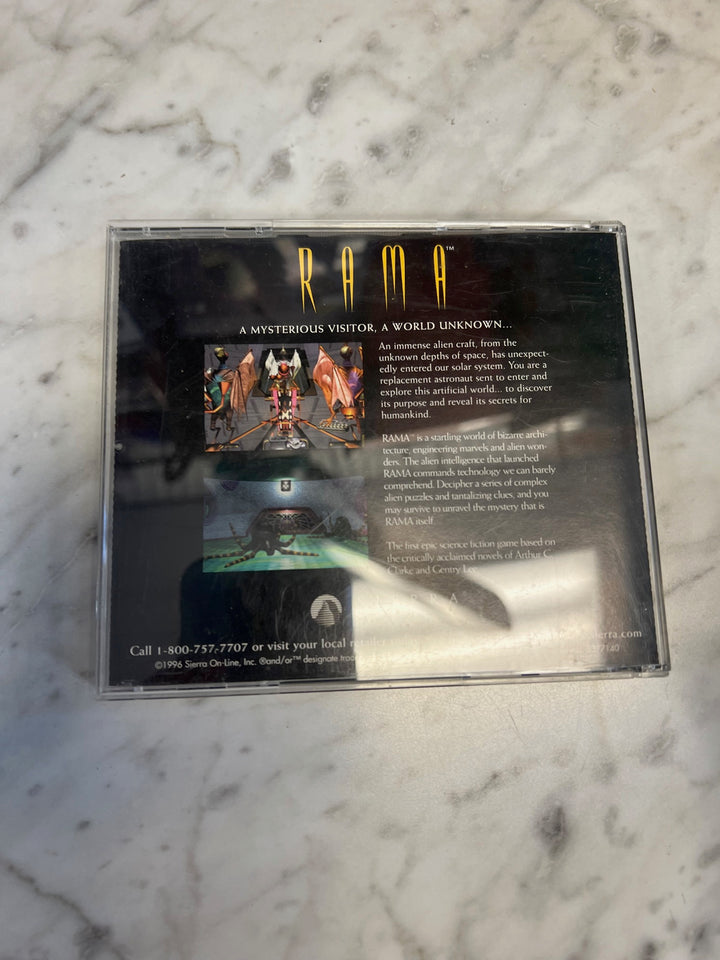 RAMA™
A MYSTERIOUS VISITOR, A WORLD UNKNOWN...
An immense alien craft, from the
unknown depths of space, has unexpect-
edly entered our solar system. You are a
replacement astronaut sent to enter and
explore this artificial world... to discover
its purpose and reveal its secrets for
humankind.
RAMA™ is a startling world of bizarre archi-
tecture, engineering marvels and alien won-
ders. The alien intelligence that launched
RAMA commands technology we can barely
comprehend. Decipher a series of complex
alien puzzles and tantalizing clues, and you
may survive to unravel the mystery that is
RAMA itself.
The first epic science fiction game based on
the critically acclaimed novels of Arthur C.
Clarke and Gentry Lee.
Call 1-800-757-7707 or visit your local
©1996 Sierra On-Line, Inc. ®and/or™ designate